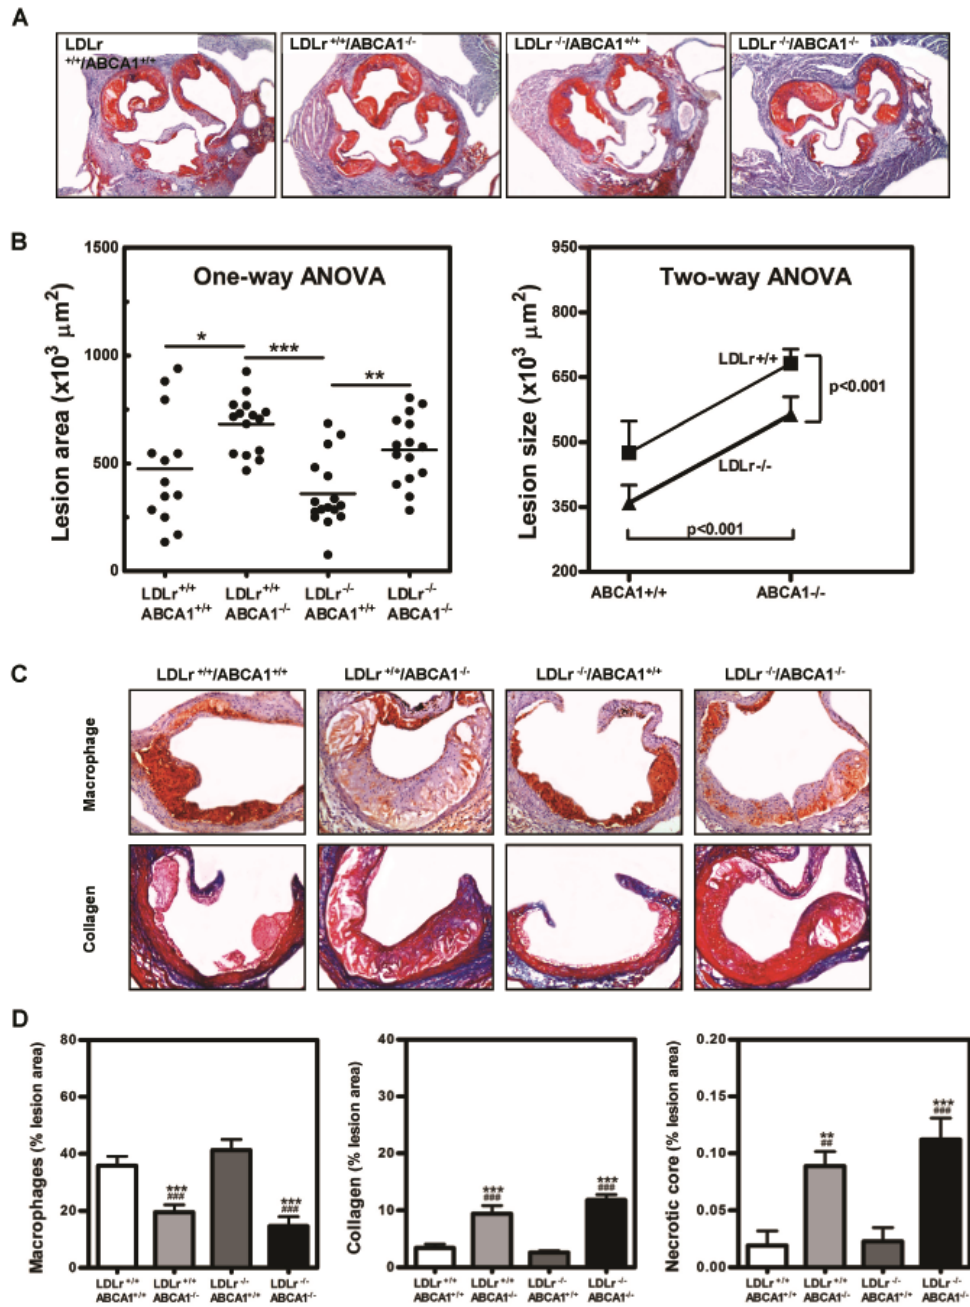 A
LDLr +/+/ABCA1+/+
LDLr +/+/ABCA1-/-
LDLr -/-/ABCA1+/+
LDLr -/-/ABCA1-/-
B
One-way ANOVA
Lesion area (x10³ μm²)
1500
1000
500
0
*
***
**
LDLr+/+ ABCA1+/+
LDLr+/+ ABCA1-/-
LDLr-/- ABCA1+/+
LDLr-/- ABCA1-/-
Two-way ANOVA
Lesion size (x10³ μm²)
950
800
650
500
350
200
LDLr+/+
p<0.001
LDLr-/-
p<0.001
ABCA1+/+
ABCA1-/-
C
LDLr +/+/ABCA1+/+
LDLr +/+/ABCA1-/-
LDLr -/-/ABCA1+/+
LDLr -/-/ABCA1-/-
Macrophage
Collagen
D
Macrophages (% lesion area)
80
60
40
20
0
***
###
***
###
LDLr +/+ ABCA1+/+
LDLr +/+ ABCA1-/-
LDLr -/- ABCA1+/+
LDLr -/- ABCA1-/-
Collagen (% lesion area)
40
30
20
10
0
***
###
***
###
LDLr +/+ ABCA1+/+
LDLr +/+ ABCA1-/-
LDLr -/- ABCA1+/+
LDLr -/- ABCA1-/-
Necrotic core (% lesion area)
0.20
0.15
0.10
0.05
0.00
**
##
***
###
LDLr +/+ ABCA1+/+
LDLr +/+ ABCA1-/-
LDLr -/- ABCA1+/+
LDLr -/- ABCA1-/-